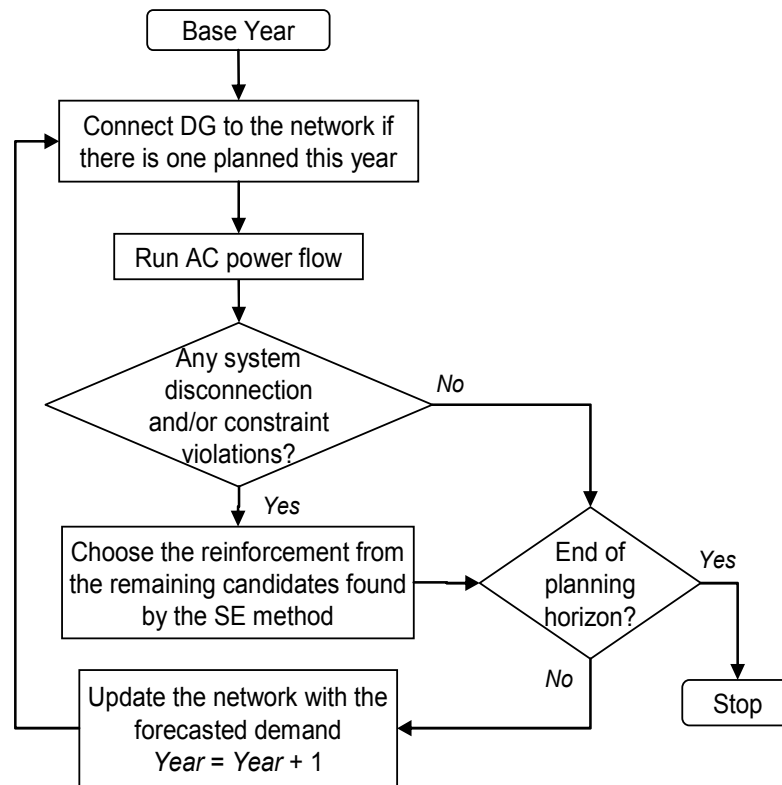 Base Year
Connect DG to the network if
there is one planned this year
Run AC power flow
Any system
disconnection
and/or constraint
violations?
No
Yes
Choose the reinforcement from
the remaining candidates found
by the SE method
End of
planning
horizon?
Yes
No
Update the network with the
forecasted demand
Year = Year + 1
Stop